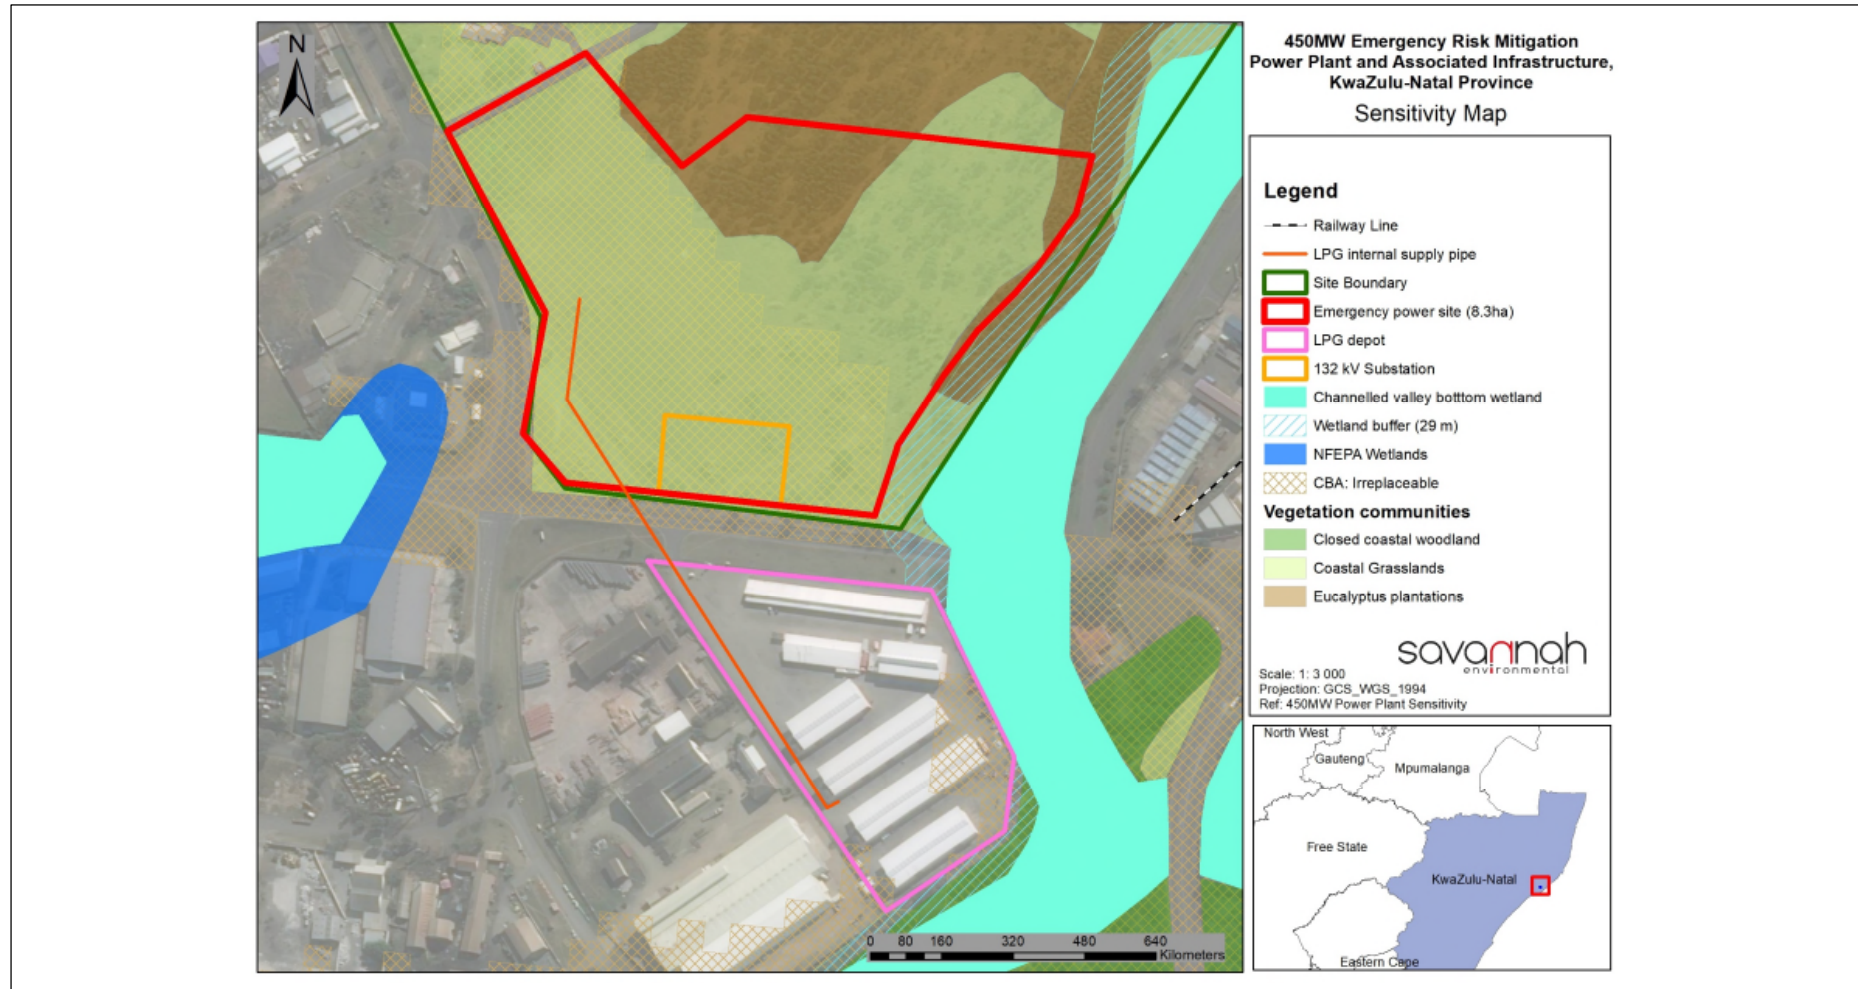 N
450MW Emergency Risk Mitigation
Power Plant and Associated Infrastructure,
KwaZulu-Natal Province
Sensitivity Map
Legend
Railway Line
LPG internal supply pipe
Site Boundary
Emergency power site (8.3ha)
LPG depot
132 kV Substation
Channelled valley botttom wetland
Wetland buffer (29 m)
NFEPA Wetlands
CBA: Irreplaceable
Vegetation communities
Closed coastal woodland
Coastal Grasslands
Eucalyptus plantations
savannah
environmental
Scale: 1: 3 000
Projection: GCS_WGS_1994
Ref: 450MW Power Plant Sensitivity
North West
Gauteng
Mpumalanga
Free State
KwaZulu-Natal
Eastern Cape
0 80 160 320 480 640
Kilometers